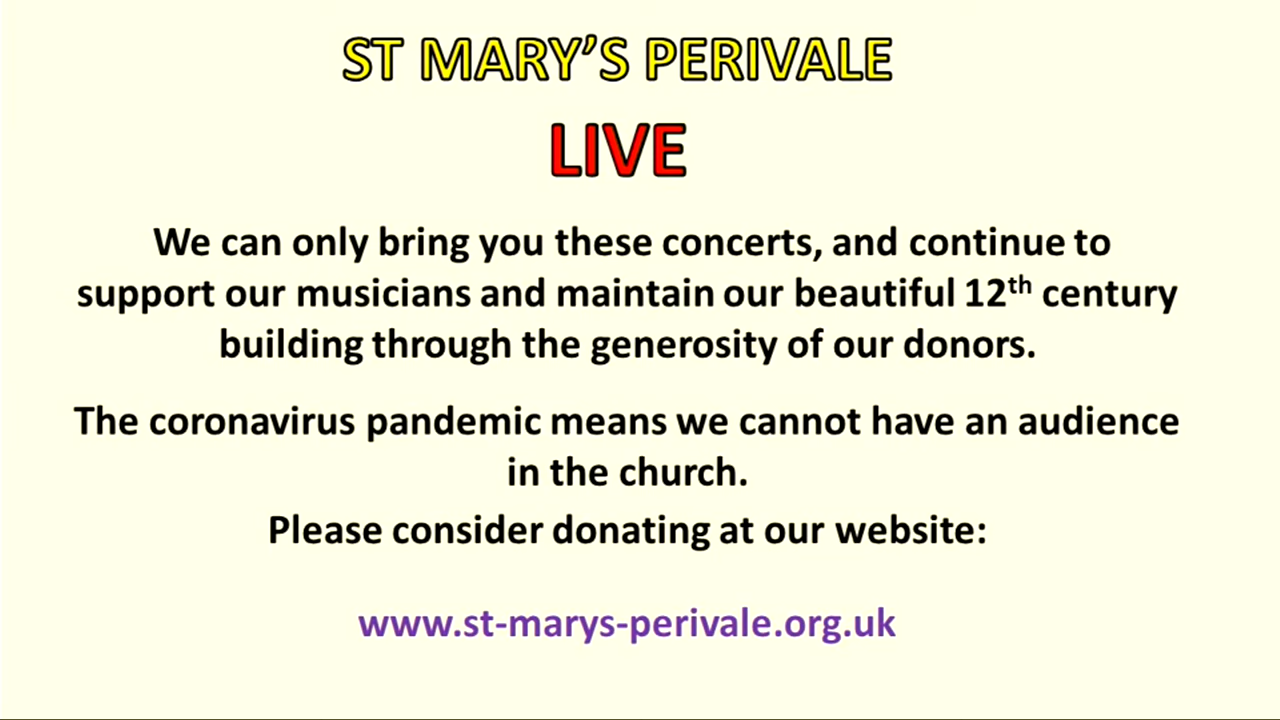 ST MARY’S PERIVALE
LIVE
We can only bring you these concerts, and continue to
support our musicians and maintain our beautiful 12th century
building through the generosity of our donors.
The coronavirus pandemic means we cannot have an audience
in the church.
Please consider donating at our website:
www.st-marys-perivale.org.uk